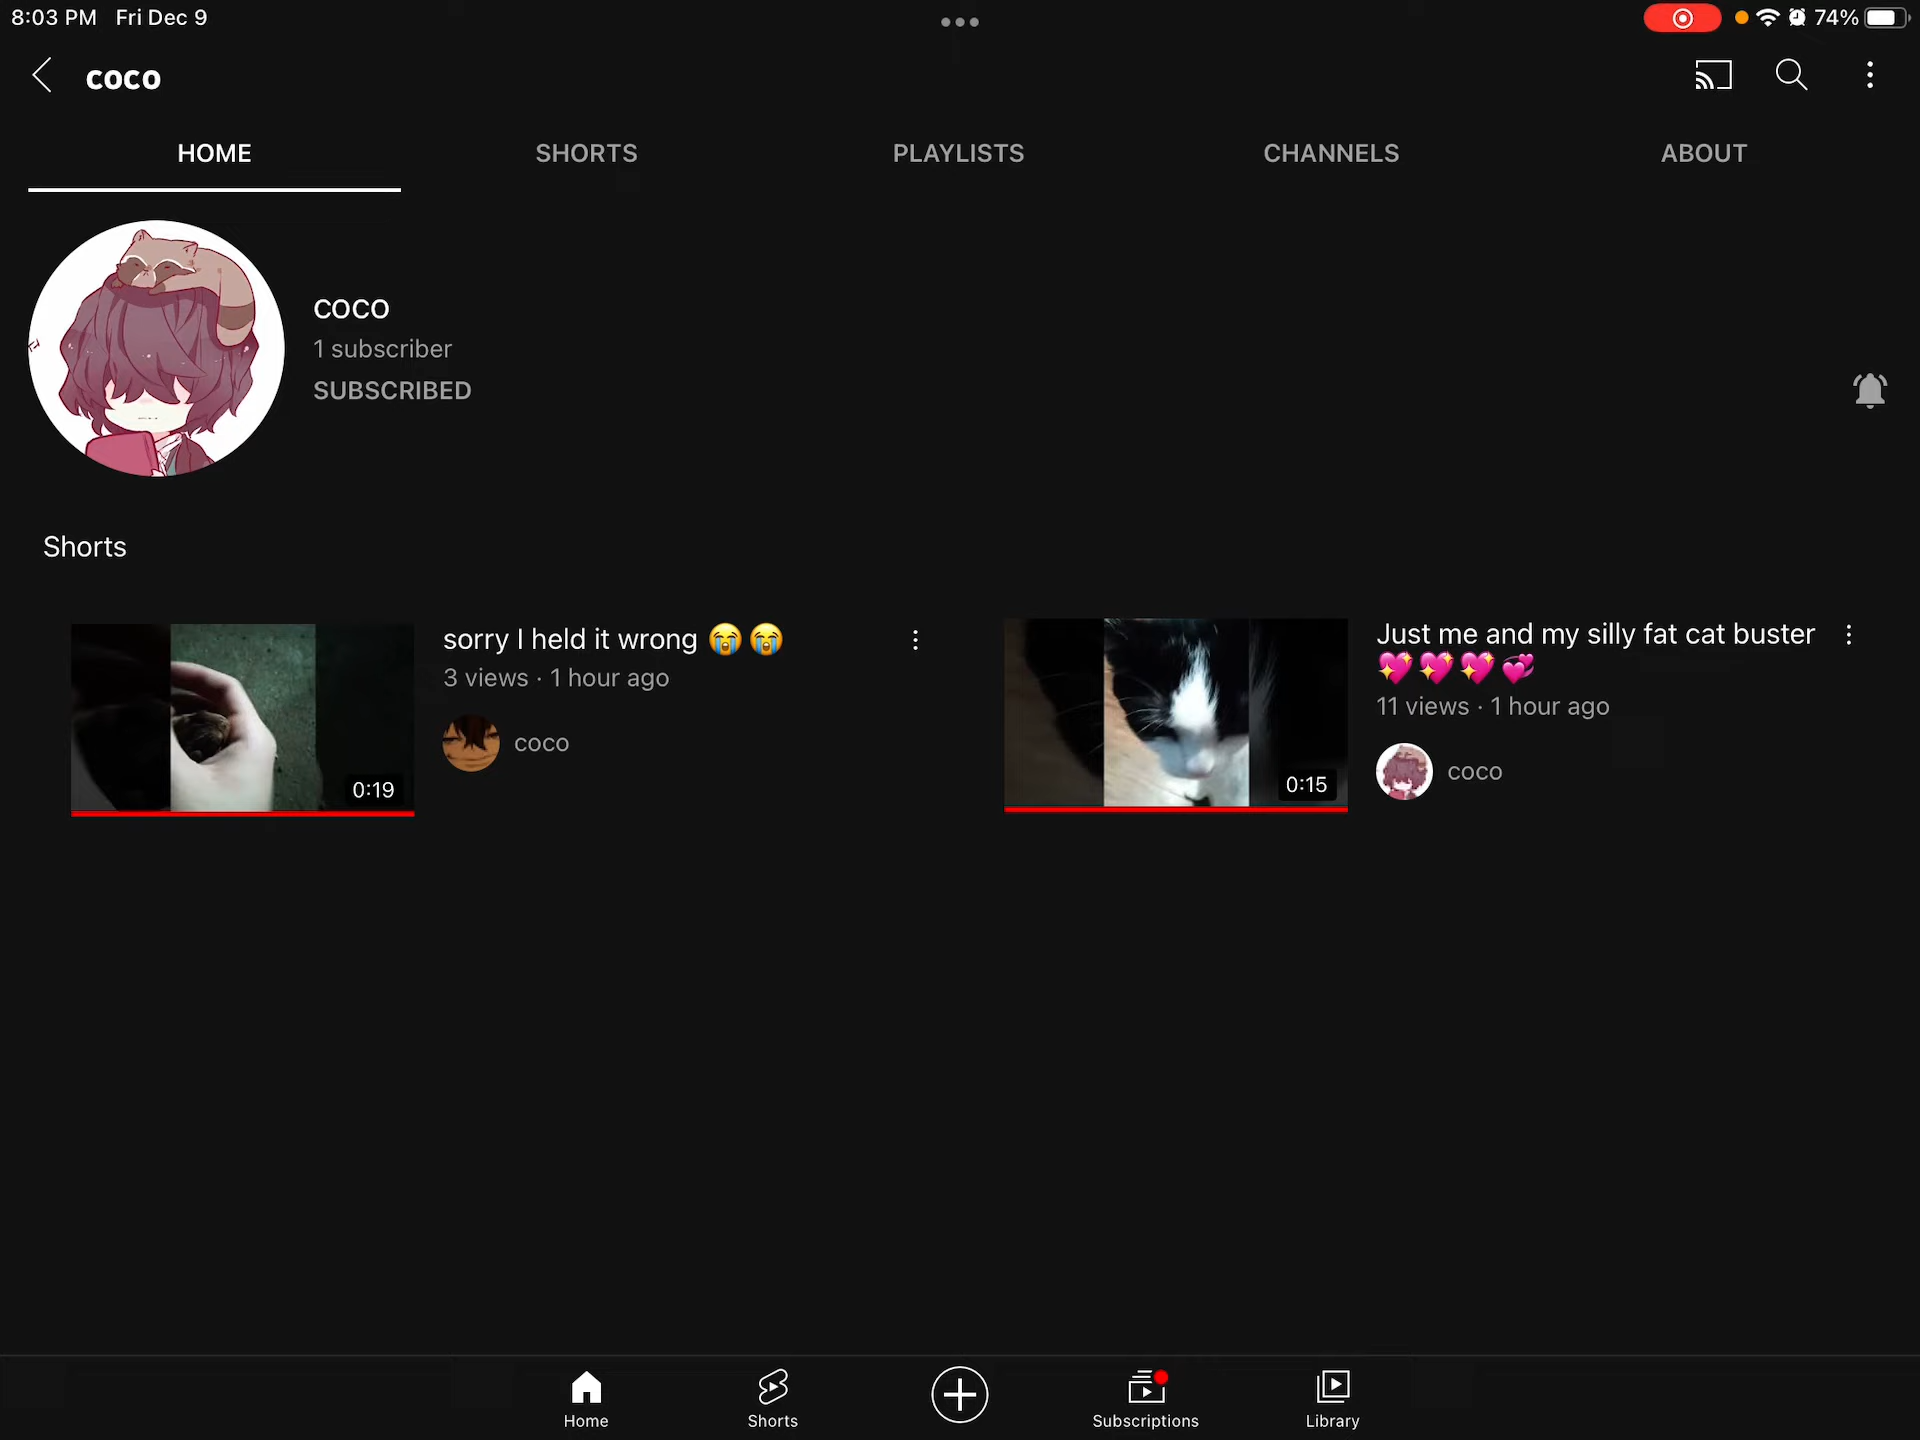 8:03 PM Fri Dec 9
74%
coco
HOME SHORTS PLAYLISTS CHANNELS ABOUT
coco
1 subscriber
SUBSCRIBED
Shorts
sorry I held it wrong 😭😭
3 views · 1 hour ago
coco
0:19
Just me and my silly fat cat buster
💖💖💖💞
11 views · 1 hour ago
coco
0:15
Home Shorts Subscriptions Library